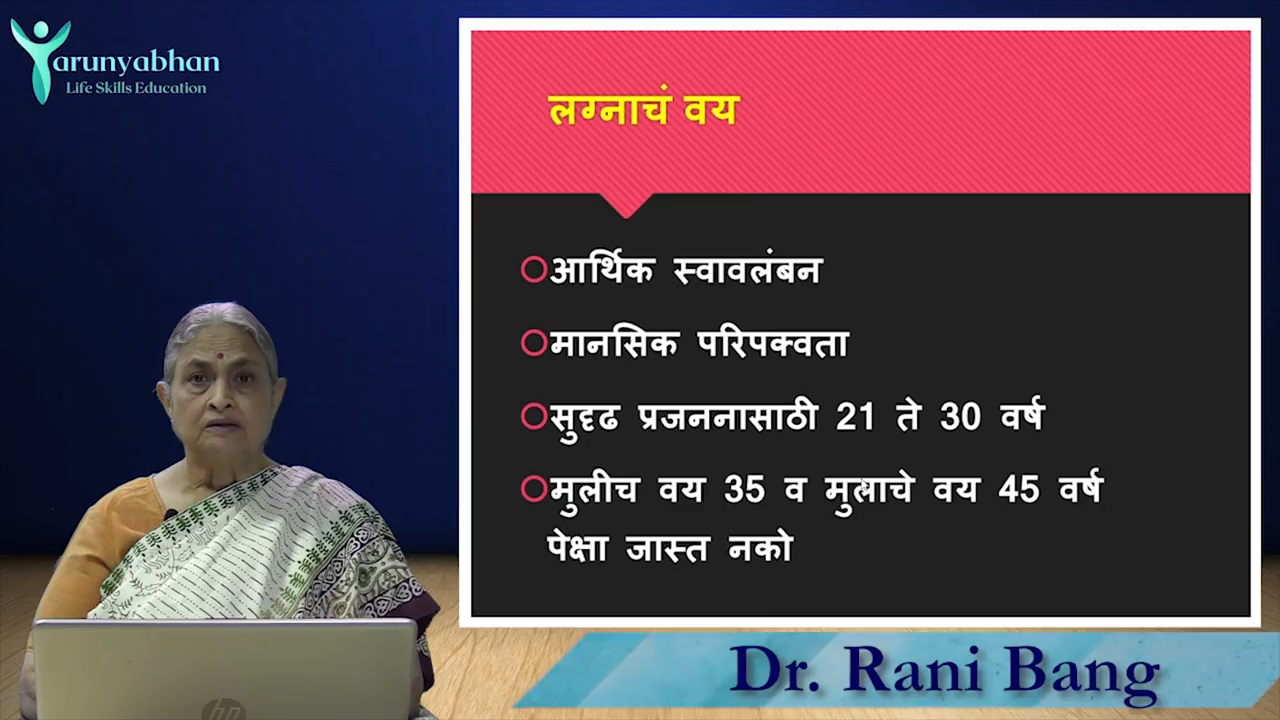 Tarunyabhan
Life Skills Education
लग्नाचं वय
आर्थिक स्वावलंबन
मानसिक परिपक्वता
सुदृढ प्रजननासाठी 21 ते 30 वर्ष
मुलीच वय 35 व मुलाचे वय 45 वर्ष
पेक्षा जास्त नको
Dr. Rani Bang
hp